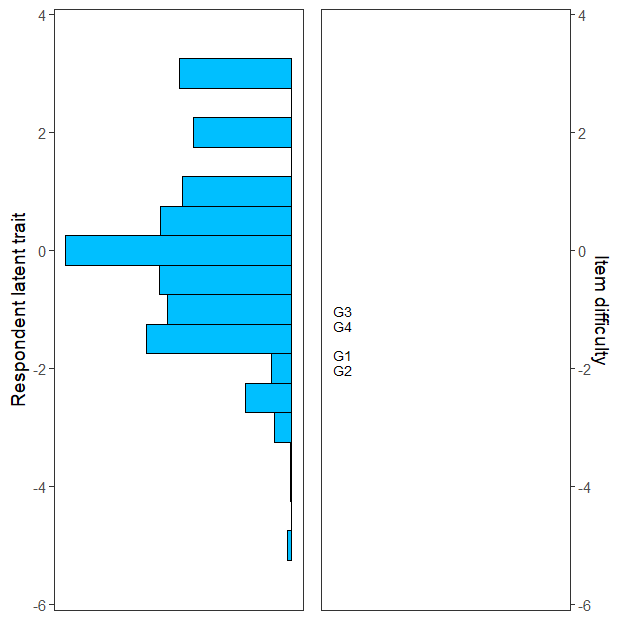 Respondent latent trait
4
2
0
-2
-4
-6
G3
G4
G1
G2
4
2
0
-2
-4
-6
Item difficulty